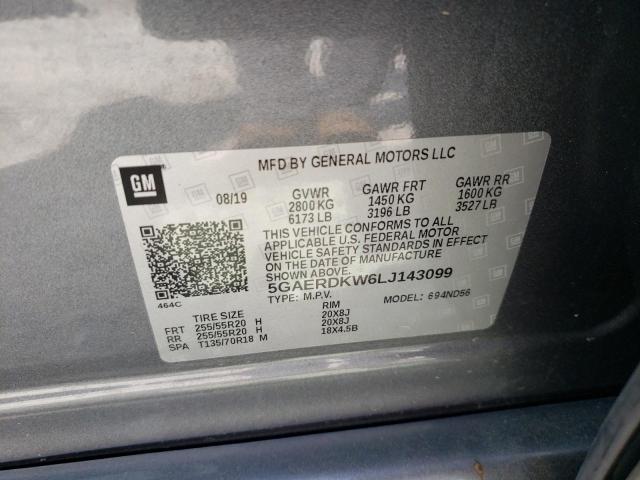 MFD BY GENERAL MOTORS LLC
GM
08/19 GVWR GAWR FRT GAWR RR
2800 KG 1450 KG 1600 KG
6173 LB 3196 LB 3527 LB
THIS VEHICLE CONFORMS TO ALL
APPLICABLE U.S. FEDERAL MOTOR
VEHICLE SAFETY STANDARDS IN EFFECT
ON THE DATE OF MANUFACTURE
SHOWN ABOVE.
5GAERDKW6LJ143099
464C TYPE: M.P.V. MODEL: 694ND56
TIRE SIZE RIM
FRT 255/55R20 H 20X8J
RR 255/55R20 H 20X8J
SPA T135/70R18 M 18X4.5B